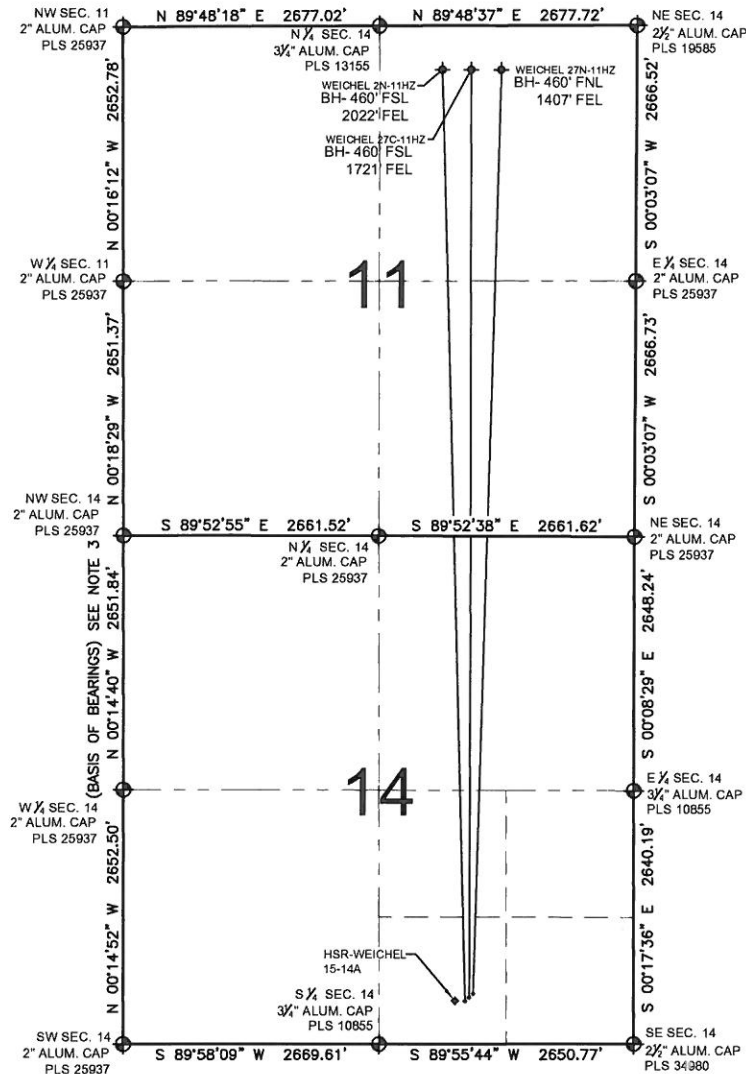 NW SEC. 14
2" ALUM. CAP
PLS 25937
N 89°48'18" E 2677.02'
N ¼ SEC. 14
3¼" ALUM. CAP
PLS 13155
N 89°48'37" E 2677.72'
NE SEC. 14
2½" ALUM. CAP
PLS 19585
WEICHEL 2N-11HZ
BH- 460' FSL
2022' FEL
WEICHEL 27C-11HZ
BH- 460' FSL
1721' FEL
WEICHEL 27N-11HZ
BH- 460' FNL
1407' FEL
N 00°16'12" W 2652.78'
S 00°03'07" W 2666.52'
W ¼ SEC. 11
2" ALUM. CAP
PLS 25937
11
E ¼ SEC. 14
2" ALUM. CAP
PLS 25937
N 00°18'29" W 2651.37'
S 00°03'07" W 2666.73'
NW SEC. 14
2" ALUM. CAP
PLS 25937
S 89°52'55" E 2661.52'
N ¼ SEC. 14
2" ALUM. CAP
PLS 25937
S 89°52'38" E 2661.62'
NE SEC. 14
2" ALUM. CAP
PLS 25937
(BASIS OF BEARINGS) SEE NOTE 3
N 00°14'40" W 2651.84'
S 00°08'29" E 2648.24'
W ¼ SEC. 14
2" ALUM. CAP
PLS 25937
14
E ¼ SEC. 14
3¼" ALUM. CAP
PLS 10855
N 00°14'52" W 2652.50'
S 00°17'36" E 2640.19'
HSR-WEICHEL
15-14A
S ¼ SEC. 14
3¼" ALUM. CAP
PLS 10855
SW SEC. 14
2" ALUM. CAP
PLS 25937
S 89°58'09" W 2669.61'
S 89°55'44" W 2650.77'
SE SEC. 14
2½" ALUM. CAP
PLS 34980